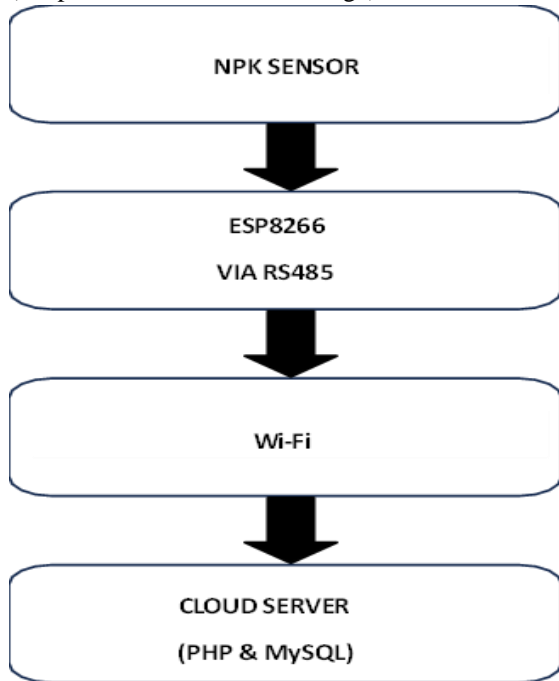 NPK SENSOR
ESP8266
VIA RS485
Wi-Fi
CLOUD SERVER
(PHP & MySQL)